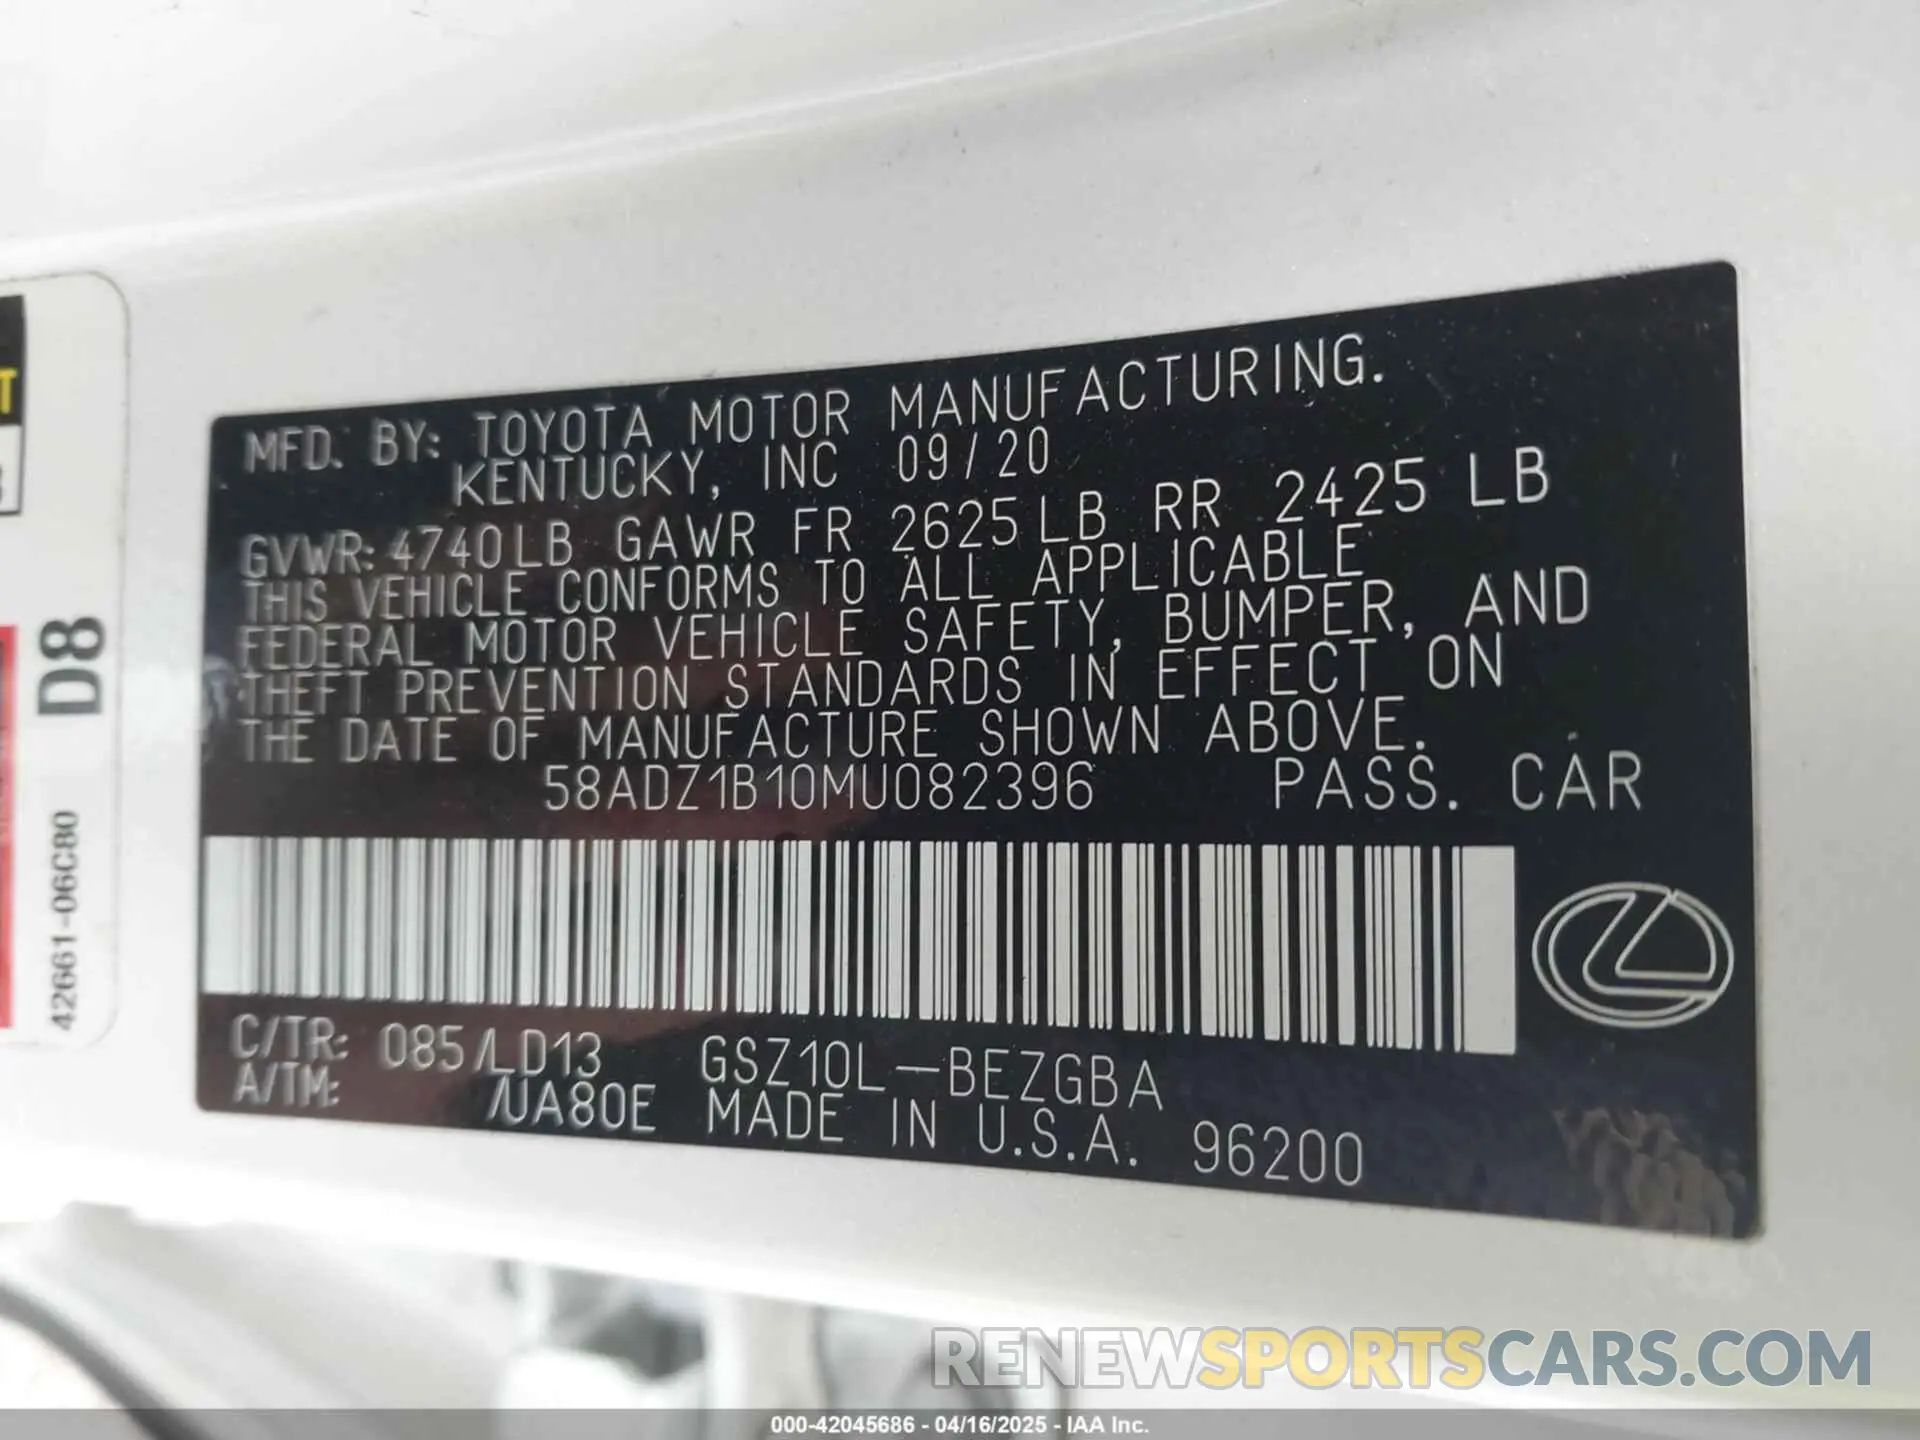 MFD. BY: TOYOTA MOTOR MANUFACTURING.
KENTUCKY, INC 09/20
GVWR: 4740LB GAWR FR 2625LB RR 2425 LB
THIS VEHICLE CONFORMS TO ALL APPLICABLE
FEDERAL MOTOR VEHICLE SAFETY, BUMPER, AND
THEFT PREVENTION STANDARDS IN EFFECT ON
THE DATE OF MANUFACTURE SHOWN ABOVE.
58ADZ1B10MU082396 PASS. CAR
C/TR: 085/LD13 GSZ10L-BEZGBA
A/TM: /UA80E MADE IN U.S.A. 96200
D8
42661-06C80
RENEWSPORTSCARS.COM
000-42045686 - 04/16/2025 - IAA Inc.